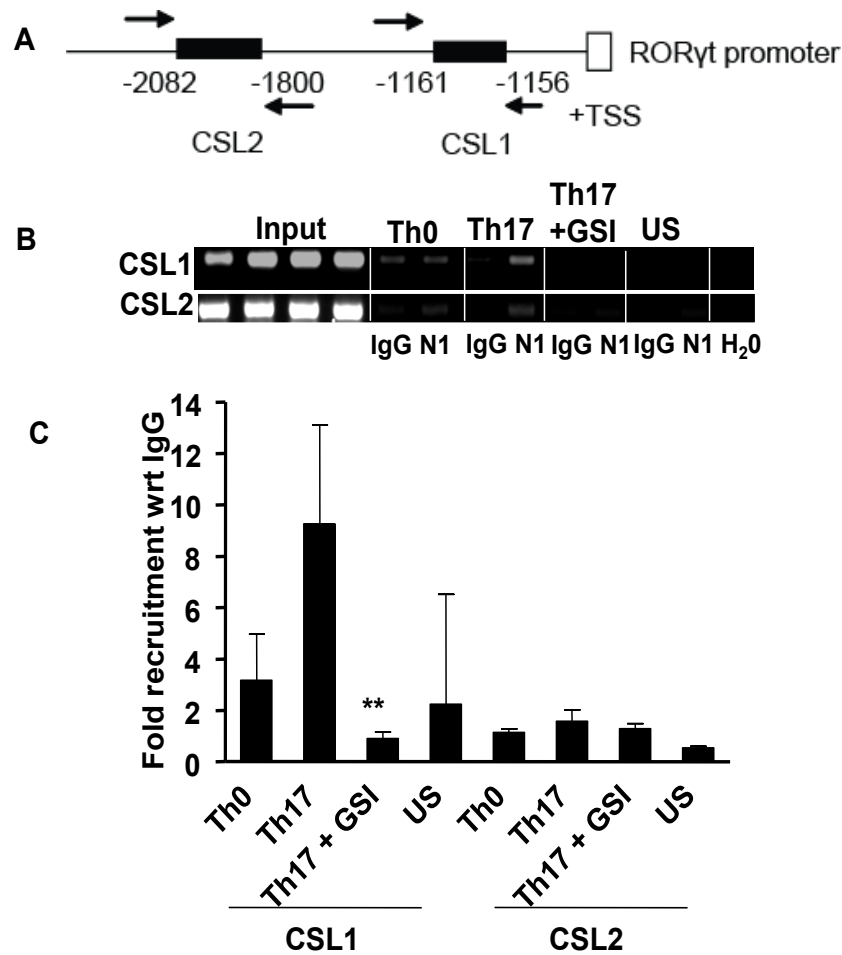 A
RORγt promoter
-2082 -1800 -1161 -1156
+TSS
CSL2 CSL1
B
Input Th0 Th17 Th17 +GSI US
CSL1
CSL2
IgG N1 IgG N1 IgG N1 IgG N1 H20
C
Fold recruitment wrt IgG
14
12
10
8
6
4
2
0
**
Th0 Th17 Th17 + GSI US Th0 Th17 Th17 + GSI US
CSL1 CSL2